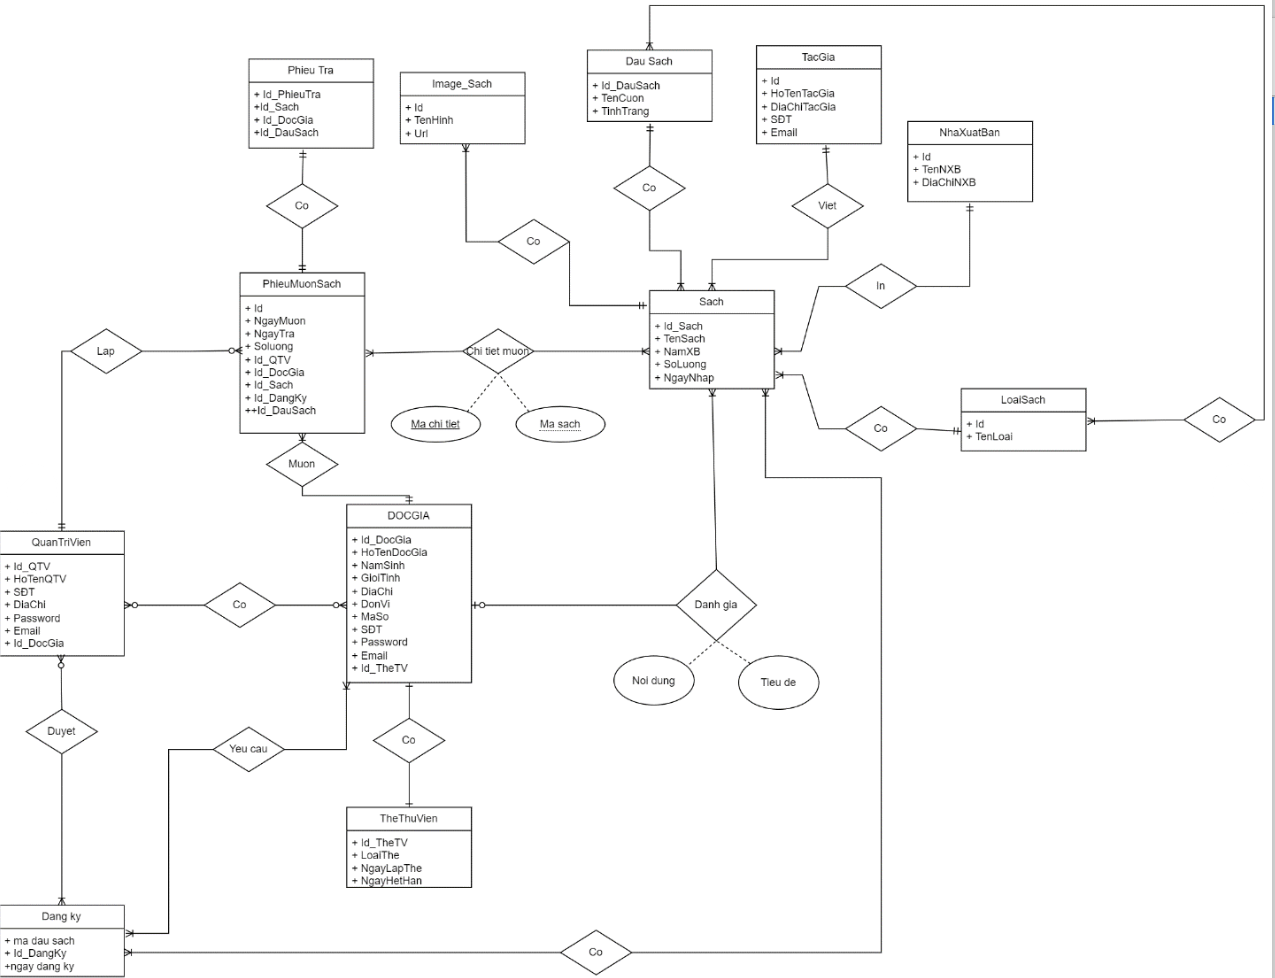 Phieu Tra
+ Id_PhieuTra
+Id_Sach
+ Id_DocGia
+Id_DauSach
Image_Sach
+ Id
+ TenHinh
+ Url
Dau Sach
+ Id_DauSach
+ TenCuon
+ TinhTrang
TacGia
+ Id
+ HoTenTacGia
+ DiaChiTacGia
+ SĐT
+ Email
NhaXuatBan
+ Id
+ TenNXB
+ DiaChiNXB
Co
Co
Co
Viet
In
PhieuMuonSach
+ Id
+ NgayMuon
+ NgayTra
+ Soluong
+ Id_QTV
+ Id_DocGia
+ Id_Sach
+ Id_DangKy
++Id_DauSach
Sach
+ Id_Sach
+ TenSach
+ NamXB
+ SoLuong
+ NgayNhap
Lap
Chi tiet muon
Ma chi tiet
Ma sach
Co
LoaiSach
+ Id
+ TenLoai
Co
Muon
QuanTriVien
+ Id_QTV
+ HoTenQTV
+ SĐT
+ DiaChi
+ Password
+ Email
+ Id_DocGia
Co
DOCGIA
+ Id_DocGia
+ HoTenDocGia
+ NamSinh
+ GioiTinh
+ DiaChi
+ DonVi
+ MaSo
+ SĐT
+ Password
+ Email
+ Id_TheTV
Danh gia
Noi dung
Tieu de
Duyet
Yeu cau
Co
TheThuVien
+ Id_TheTV
+ LoaiThe
+ NgayLapThe
+ NgayHetHan
Dang ky
+ ma dau sach
+ Id_DangKy
+ngay dang ky
Co